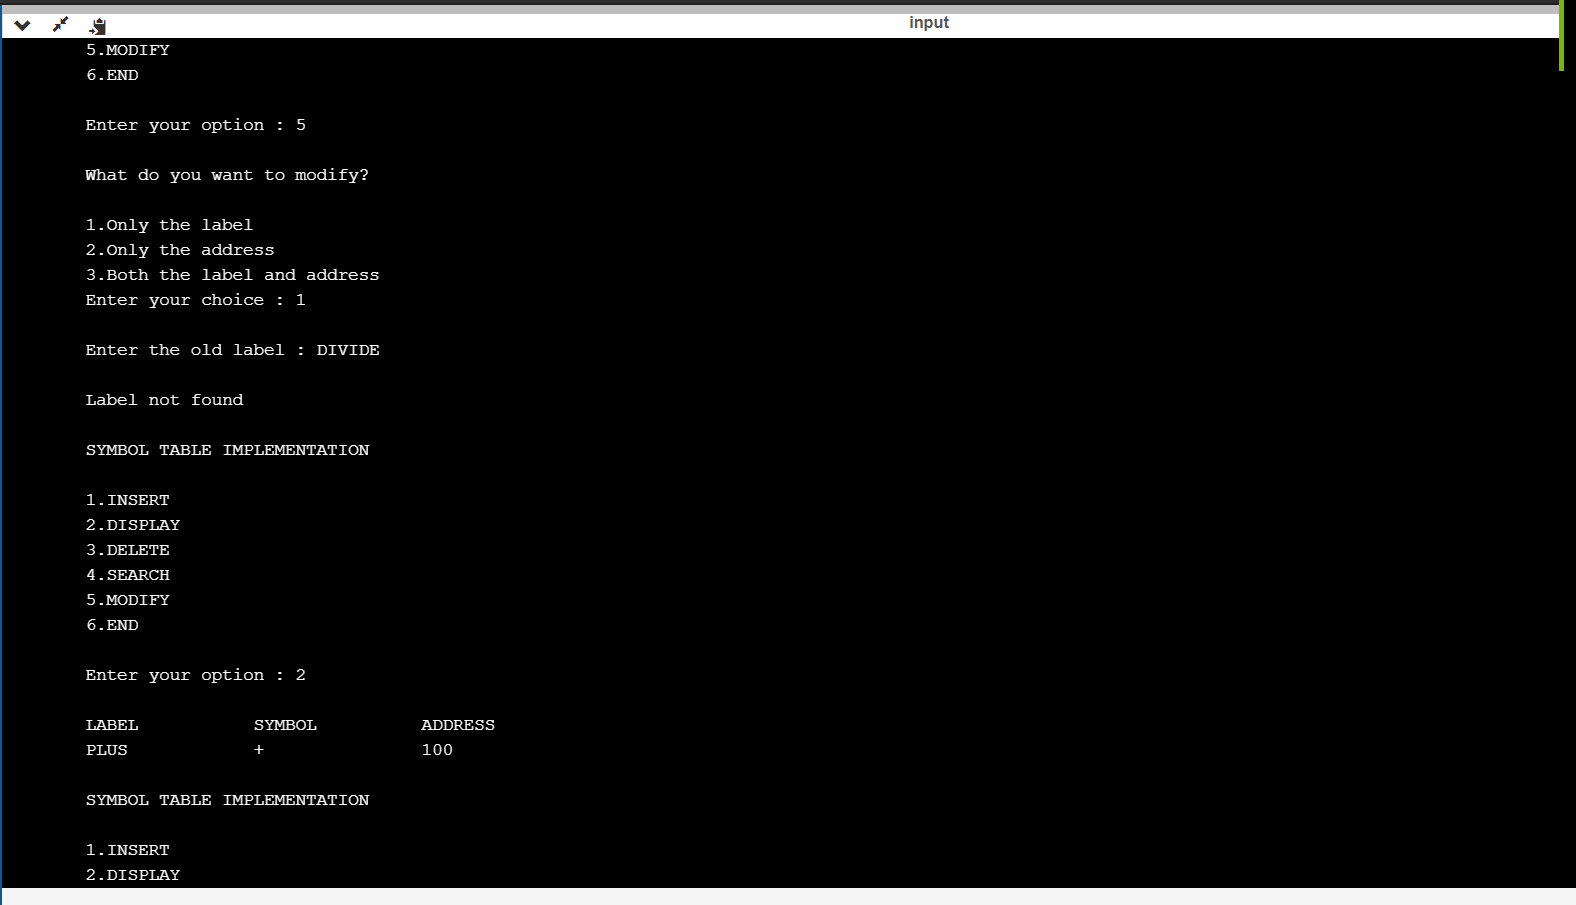 input
5.MODIFY
6.END
Enter your option : 5
What do you want to modify?
1.Only the label
2.Only the address
3.Both the label and address
Enter your choice : 1
Enter the old label : DIVIDE
Label not found
SYMBOL TABLE IMPLEMENTATION
1.INSERT
2.DISPLAY
3.DELETE
4.SEARCH
5.MODIFY
6.END
Enter your option : 2
LABEL SYMBOL ADDRESS
PLUS + 100
SYMBOL TABLE IMPLEMENTATION
1.INSERT
2.DISPLAY